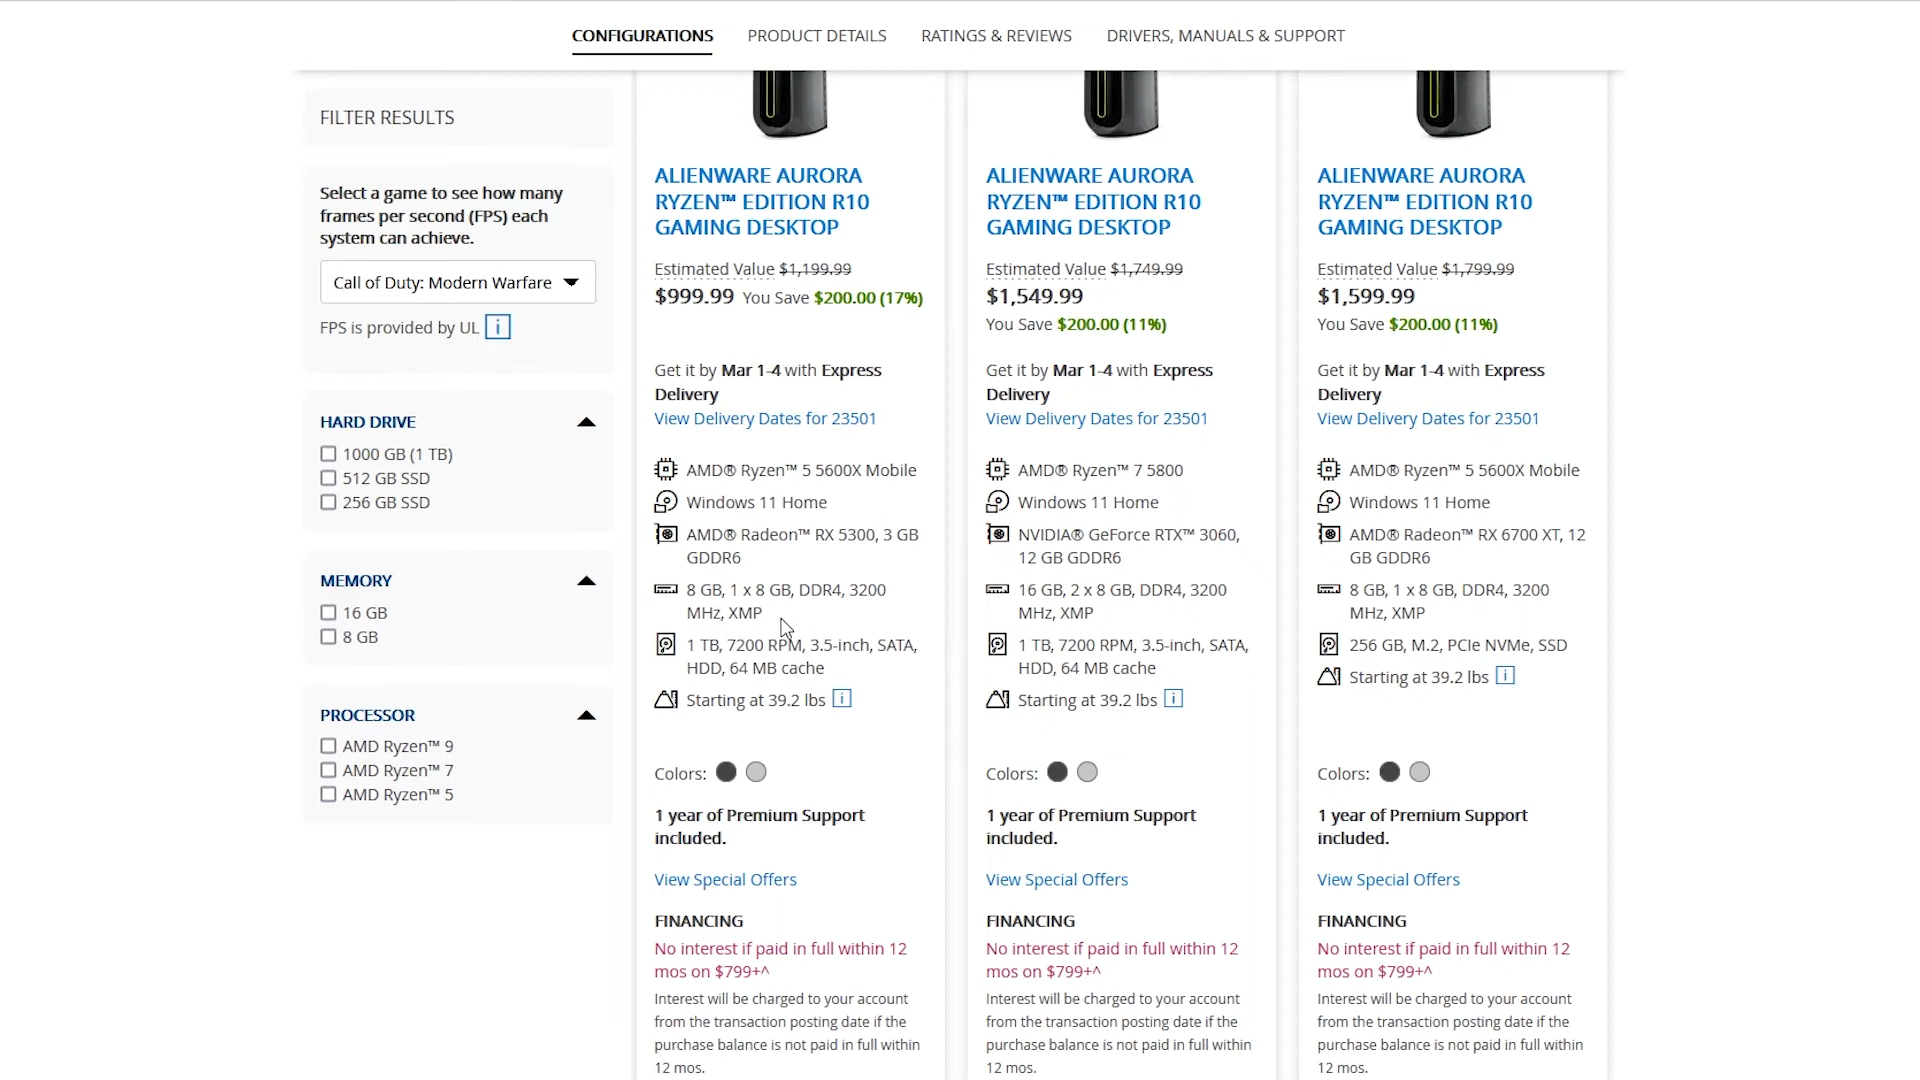 CONFIGURATIONS
PRODUCT DETAILS
RATINGS & REVIEWS
DRIVERS, MANUALS & SUPPORT
FILTER RESULTS
Select a game to see how many
frames per second (FPS) each
system can achieve.
Call of Duty: Modern Warfare
FPS is provided by UL i
HARD DRIVE
1000 GB (1 TB)
512 GB SSD
256 GB SSD
MEMORY
16 GB
8 GB
PROCESSOR
AMD Ryzen™ 9
AMD Ryzen™ 7
AMD Ryzen™ 5
ALIENWARE AURORA
RYZEN™ EDITION R10
GAMING DESKTOP
Estimated Value $1,199.99
$999.99 You Save $200.00 (17%)
Get it by Mar 1-4 with Express
Delivery
View Delivery Dates for 23501
AMD® Ryzen™ 5 5600X Mobile
Windows 11 Home
AMD® Radeon™ RX 5300, 3 GB
GDDR6
8 GB, 1 x 8 GB, DDR4, 3200
MHz, XMP
1 TB, 7200 RPM, 3.5-inch, SATA,
HDD, 64 MB cache
Starting at 39.2 lbs i
Colors:
1 year of Premium Support
included.
View Special Offers
FINANCING
No interest if paid in full within 12
mos on $799+^
Interest will be charged to your account
from the transaction posting date if the
purchase balance is not paid in full within
12 mos.
ALIENWARE AURORA
RYZEN™ EDITION R10
GAMING DESKTOP
Estimated Value $1,749.99
$1,549.99
You Save $200.00 (11%)
Get it by Mar 1-4 with Express
Delivery
View Delivery Dates for 23501
AMD® Ryzen™ 7 5800
Windows 11 Home
NVIDIA® GeForce RTX™ 3060,
12 GB GDDR6
16 GB, 2 x 8 GB, DDR4, 3200
MHz, XMP
1 TB, 7200 RPM, 3.5-inch, SATA,
HDD, 64 MB cache
Starting at 39.2 lbs i
Colors:
1 year of Premium Support
included.
View Special Offers
FINANCING
No interest if paid in full within 12
mos on $799+^
Interest will be charged to your account
from the transaction posting date if the
purchase balance is not paid in full within
12 mos.
ALIENWARE AURORA
RYZEN™ EDITION R10
GAMING DESKTOP
Estimated Value $1,799.99
$1,599.99
You Save $200.00 (11%)
Get it by Mar 1-4 with Express
Delivery
View Delivery Dates for 23501
AMD® Ryzen™ 5 5600X Mobile
Windows 11 Home
AMD® Radeon™ RX 6700 XT, 12
GB GDDR6
8 GB, 1 x 8 GB, DDR4, 3200
MHz, XMP
256 GB, M.2, PCIe NVMe, SSD
Starting at 39.2 lbs i
Colors:
1 year of Premium Support
included.
View Special Offers
FINANCING
No interest if paid in full within 12
mos on $799+^
Interest will be charged to your account
from the transaction posting date if the
purchase balance is not paid in full within
12 mos.